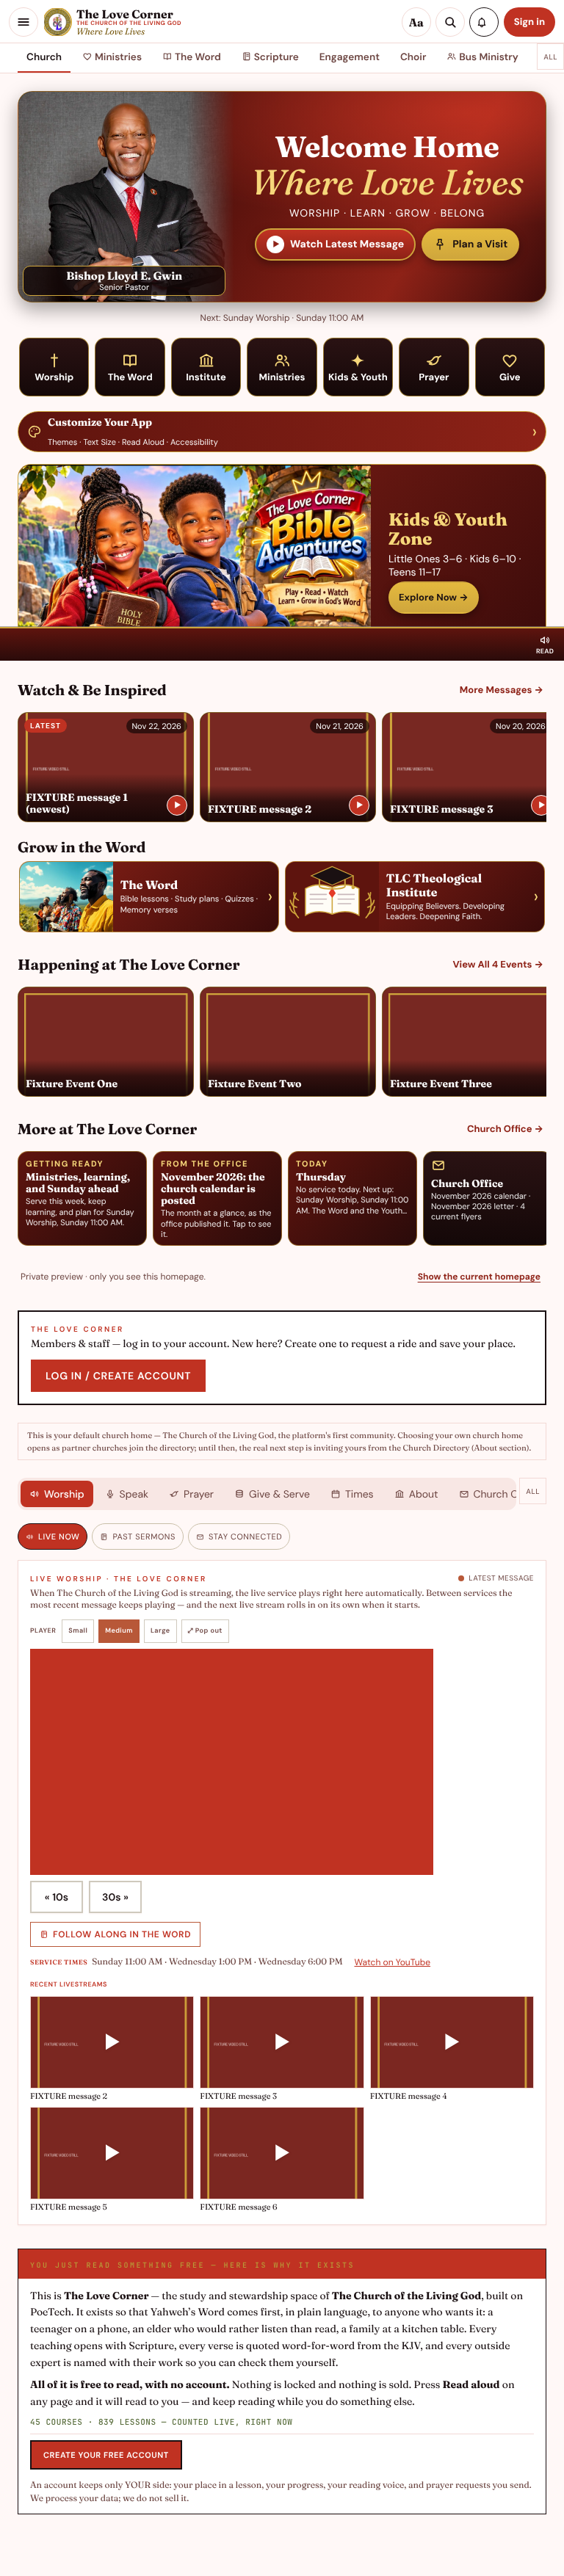 The Love Corner
THE CHURCH OF THE LIVING GOD
Where Love Lives
Aa
Sign In
Church
Ministries
The Word
Scripture
Engagement
Choir
Bus Ministry
ALL
Welcome Home
Where Love Lives
WORSHIP · LEARN · GROW · BELONG
Watch Latest Message
Plan a Visit
Bishop Lloyd E. Gwin
Senior Pastor
Next: Sunday Worship · Sunday 11:00 AM
Worship
The Word
Institute
Ministries
Kids & Youth
Prayer
Give
Customize Your App
Themes · Text Size · Read Aloud · Accessibility
The Love Corner
Bible
Adventures
Play • Read • Watch
Learn • Grow in God's Word
HOLY
BIBLE
Kids & Youth
Zone
Little Ones 3–6 · Kids 6–10 ·
Teens 11–17
Explore Now →
READ
Watch & Be Inspired
More Messages →
LATEST
Nov 22, 2026
FIXTURE VIDEO STILL
FIXTURE message 1
(newest)
Nov 21, 2026
FIXTURE VIDEO STILL
FIXTURE message 2
Nov 20, 2026
FIXTURE VIDEO STILL
FIXTURE message 3
Grow in the Word
The Word
Bible lessons · Study plans · Quizzes ·
Memory verses
TLC Theological
Institute
Equipping Believers. Developing
Leaders. Deepening Faith.
Happening at The Love Corner
View All 4 Events →
Fixture Event One
Fixture Event Two
Fixture Event Three
More at The Love Corner
Church Office →
GETTING READY
Ministries, learning,
and Sunday ahead
Serve this week, keep
learning, and plan for Sunday
Worship, Sunday 11:00 AM.
FROM THE OFFICE
November 2026: the
church calendar is
posted
The month at a glance, as the
office published it. Tap to see
it.
TODAY
Thursday
No service today. Next up:
Sunday Worship, Sunday 11:00
AM. The Word and the Youth…
Church Office
November 2026 calendar ·
November 2026 letter · 4
current flyers
Private preview · only you see this homepage.
Show the current homepage
THE LOVE CORNER
Members & staff — log in to your account. New here? Create one to request a ride and save your place.
LOG IN / CREATE ACCOUNT
This is your default church home — The Church of the Living God, the platform's first community. Choosing your own church home
opens as partner churches join the directory; until then, the real next step is inviting yours from the Church Directory (About section).
Worship
Speak
Prayer
Give & Serve
Times
About
Church O
ALL
LIVE NOW
PAST SERMONS
STAY CONNECTED
LIVE WORSHIP · THE LOVE CORNER
LATEST MESSAGE
When The Church of the Living God is streaming, the live service plays right here automatically. Between services the
most recent message keeps playing — and the next live stream rolls in on its own when it starts.
PLAYER
Small
Medium
Large
Pop out
« 10s
30s »
FOLLOW ALONG IN THE WORD
SERVICE TIMES Sunday 11:00 AM · Wednesday 1:00 PM · Wednesday 6:00 PM
Watch on YouTube
RECENT LIVESTREAMS
FIXTURE VIDEO STILL
FIXTURE VIDEO STILL
FIXTURE VIDEO STILL
FIXTURE message 2
FIXTURE message 3
FIXTURE message 4
FIXTURE VIDEO STILL
FIXTURE VIDEO STILL
FIXTURE message 5
FIXTURE message 6
YOU JUST READ SOMETHING FREE — HERE IS WHY IT EXISTS
This is The Love Corner — the study and stewardship space of The Church of the Living God, built on
PoeTech. It exists so that Yahweh's Word comes first, in plain language, to anyone who wants it: a
teenager on a phone, an elder who would rather listen than read, a family at a kitchen table. Every
teaching opens with Scripture, every verse is quoted word-for-word from the KJV, and every outside
expert is named with their work so you can check them yourself.
All of it is free to read, with no account. Nothing is locked and nothing is sold. Press Read aloud on
any page and it will read to you — and keep reading while you do something else.
45 COURSES · 839 LESSONS — COUNTED LIVE, RIGHT NOW
CREATE YOUR FREE ACCOUNT
An account keeps only YOUR side: your place in a lesson, your progress, your reading voice, and prayer requests you send.
We process your data; we do not sell it.